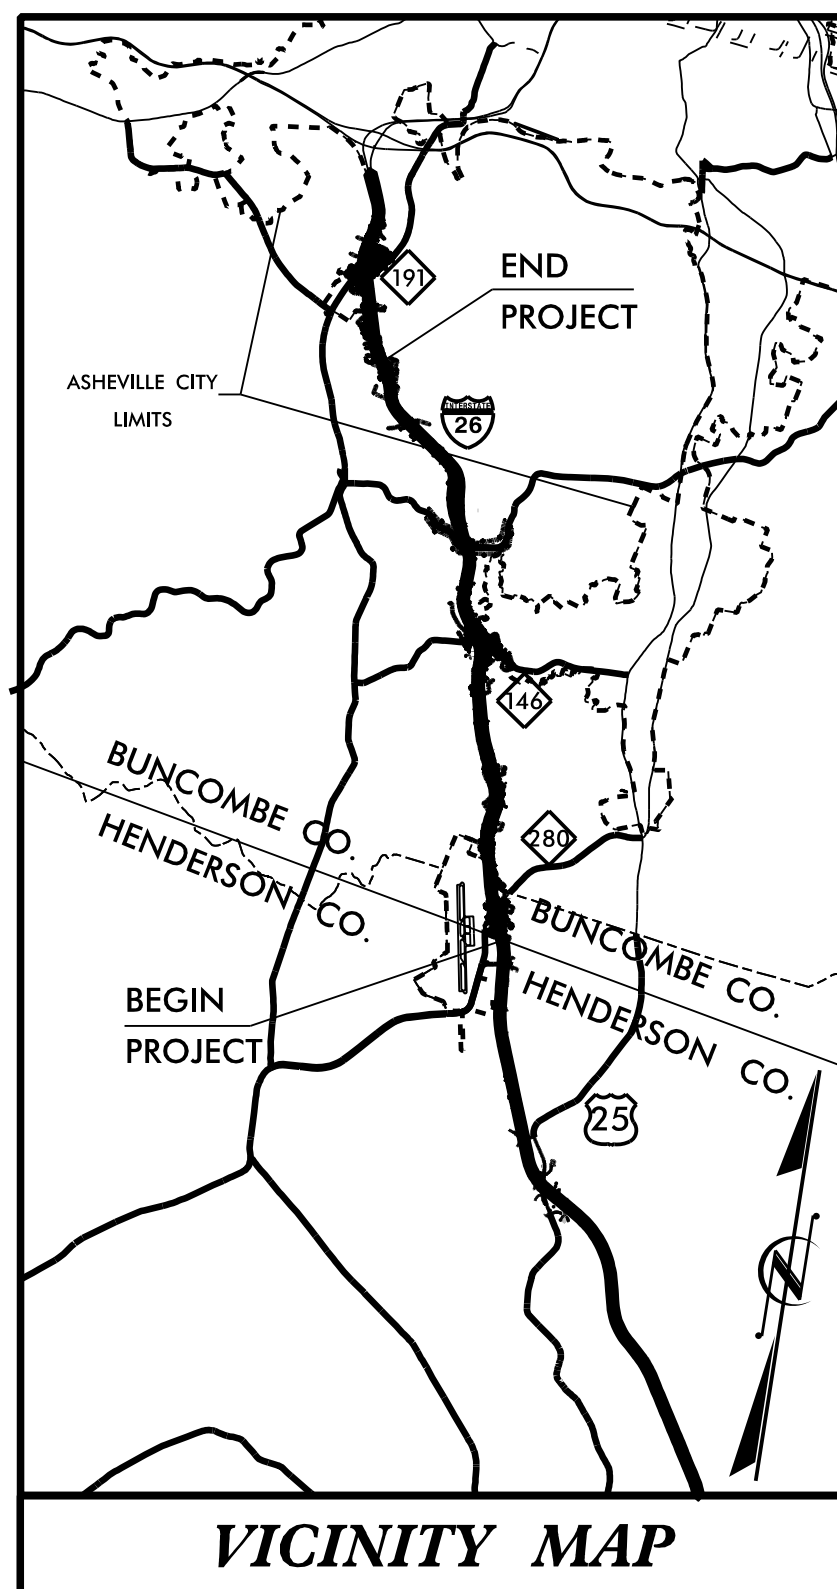 END
PROJECT
191
ASHEVILLE CITY
LIMITS
INTERSTATE
26
146
BUNCOMBE CO.
HENDERSON CO.
280
BUNCOMBE CO.
HENDERSON CO.
BEGIN
PROJECT
25
N
VICINITY MAP